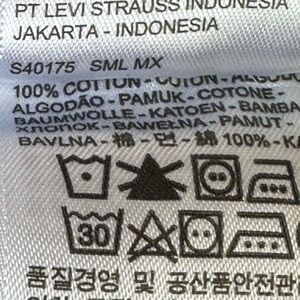 PT LEVI STRAUSS INDONESIA
JAKARTA - INDONESIA
S40175 SML MX
100% COTTON - COTON - ALGOD
ALGODÃO - PAMUK - COTONE -
BAUMWOLLE - KATOEN - BAMBA
ХЛОПОК - BAWEŁNA - PAMUT -
BAVLNA - 棉 - 면 - 綿 100% - KA
30
품질경영 및 공산품안전관